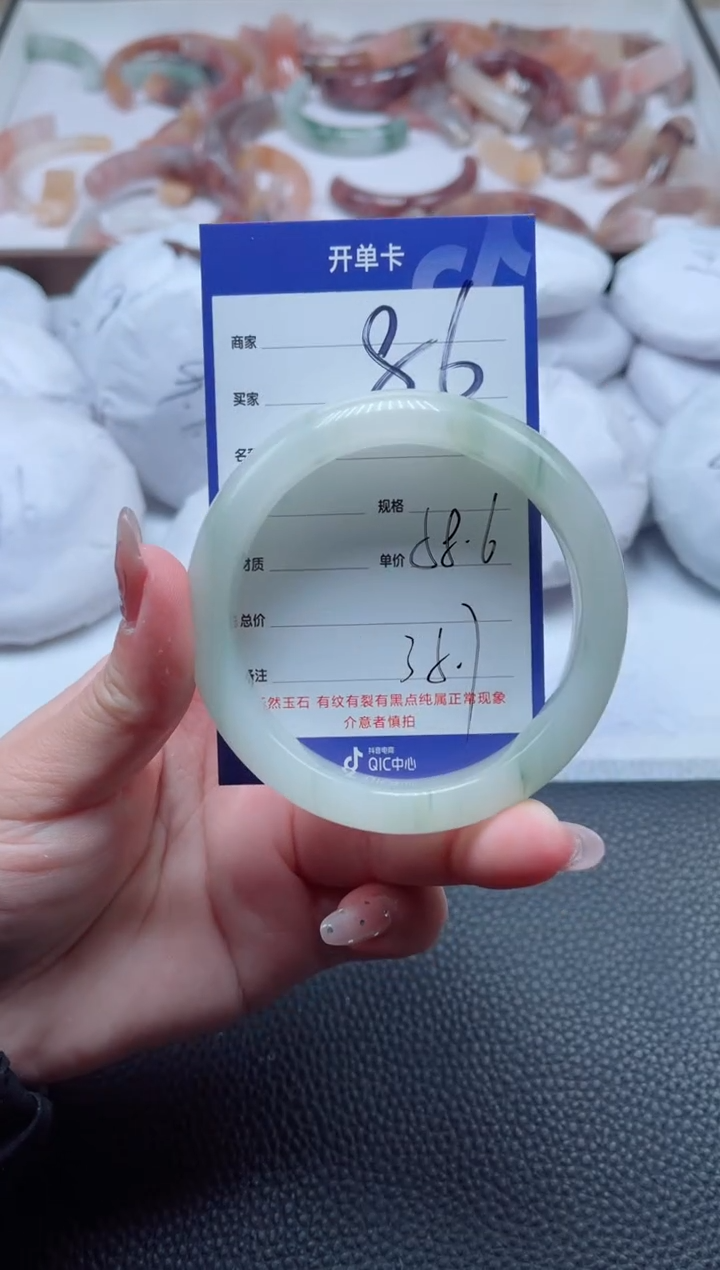 开单卡
商家 86
买家
规格
材质 单价 58.6
总价
38.7
然玉石 有纹有裂有黑点纯属正常现象
介意者慎拍
抖音电商
QIC中心